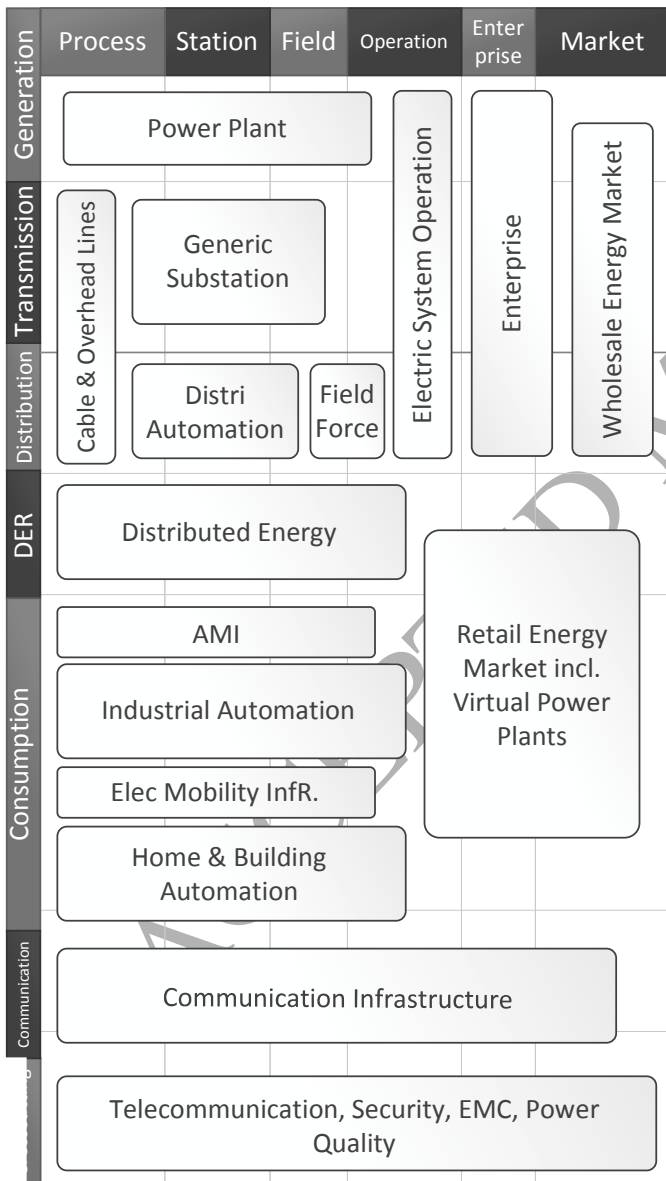 Process
Station
Field
Operation
Enter
prise
Market
Generation
Transmission
Distribution
DER
Consumption
Communication
Power Plant
Cable & Overhead Lines
Generic
Substation
Distri
Automation
Field
Force
Electric System Operation
Enterprise
Wholesale Energy Market
Distributed Energy
AMI
Industrial Automation
Elec Mobility InfR.
Home & Building
Automation
Retail Energy
Market incl.
Virtual Power
Plants
Communication Infrastructure
Telecommunication, Security, EMC, Power
Quality